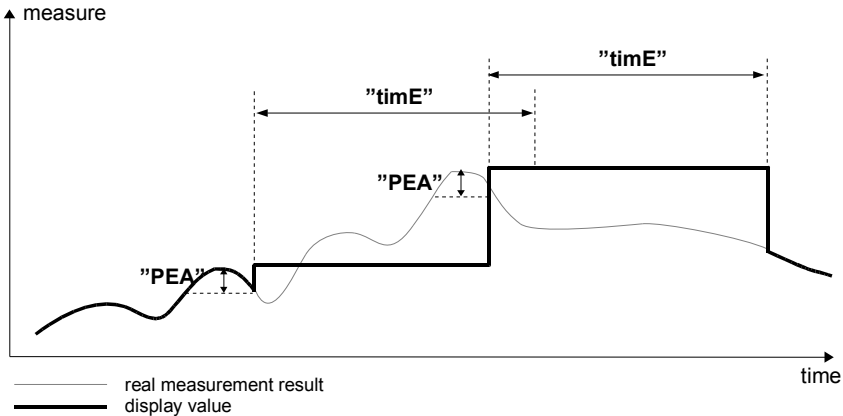 measure
”timE”
”timE”
”PEA”
”PEA”
time
real measurement result
display value